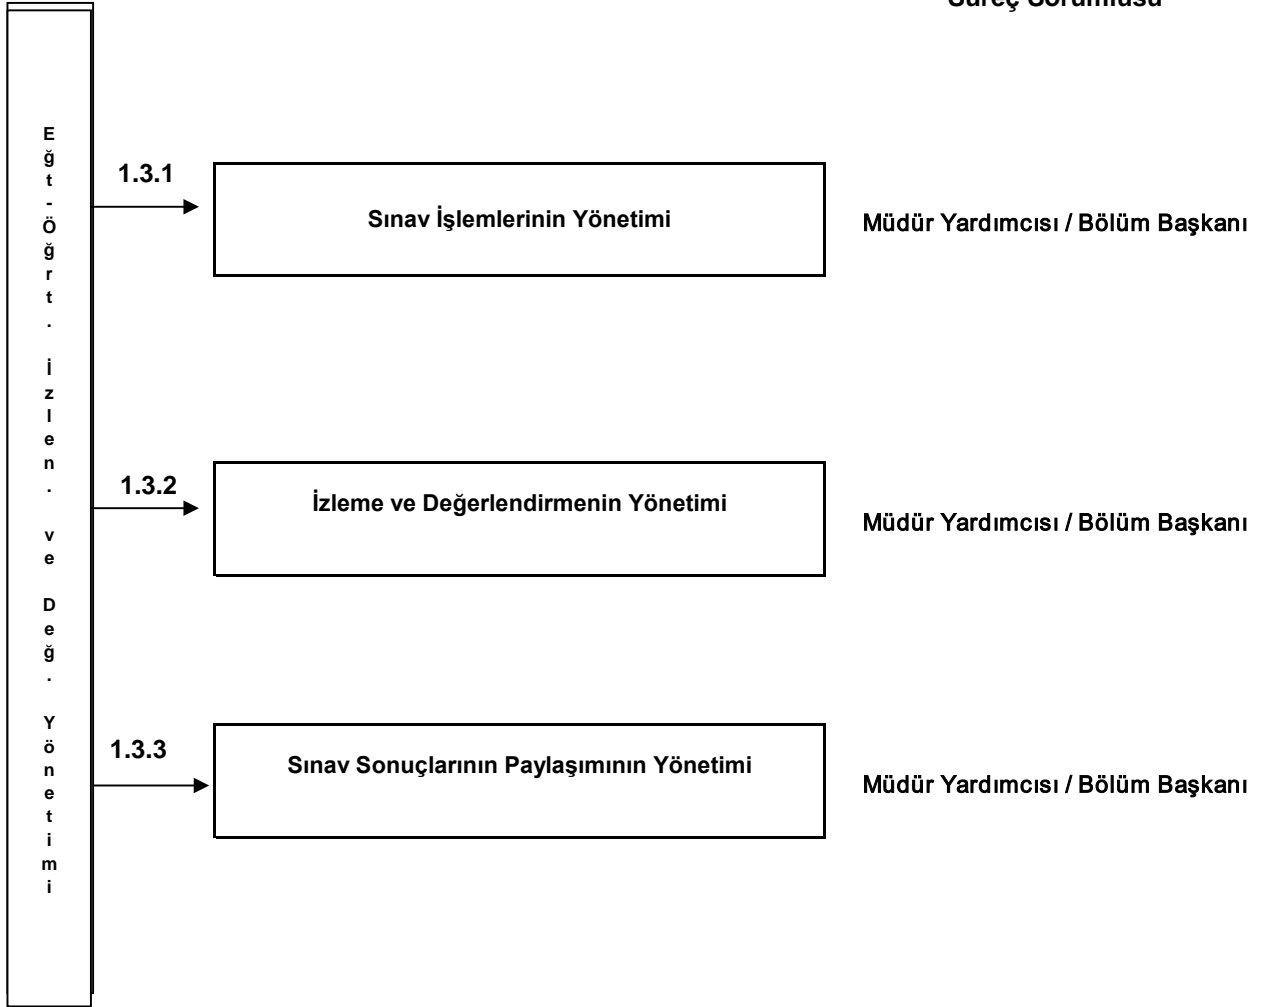 Süreç Sorumlusu
Eğt-Öğrt. İzlen. ve Değ. Yönetimi
1.3.1
Sınav İşlemlerinin Yönetimi
Müdür Yardımcısı / Bölüm Başkanı
1.3.2
İzleme ve Değerlendirmenin Yönetimi
Müdür Yardımcısı / Bölüm Başkanı
1.3.3
Sınav Sonuçlarının Paylaşımının Yönetimi
Müdür Yardımcısı / Bölüm Başkanı